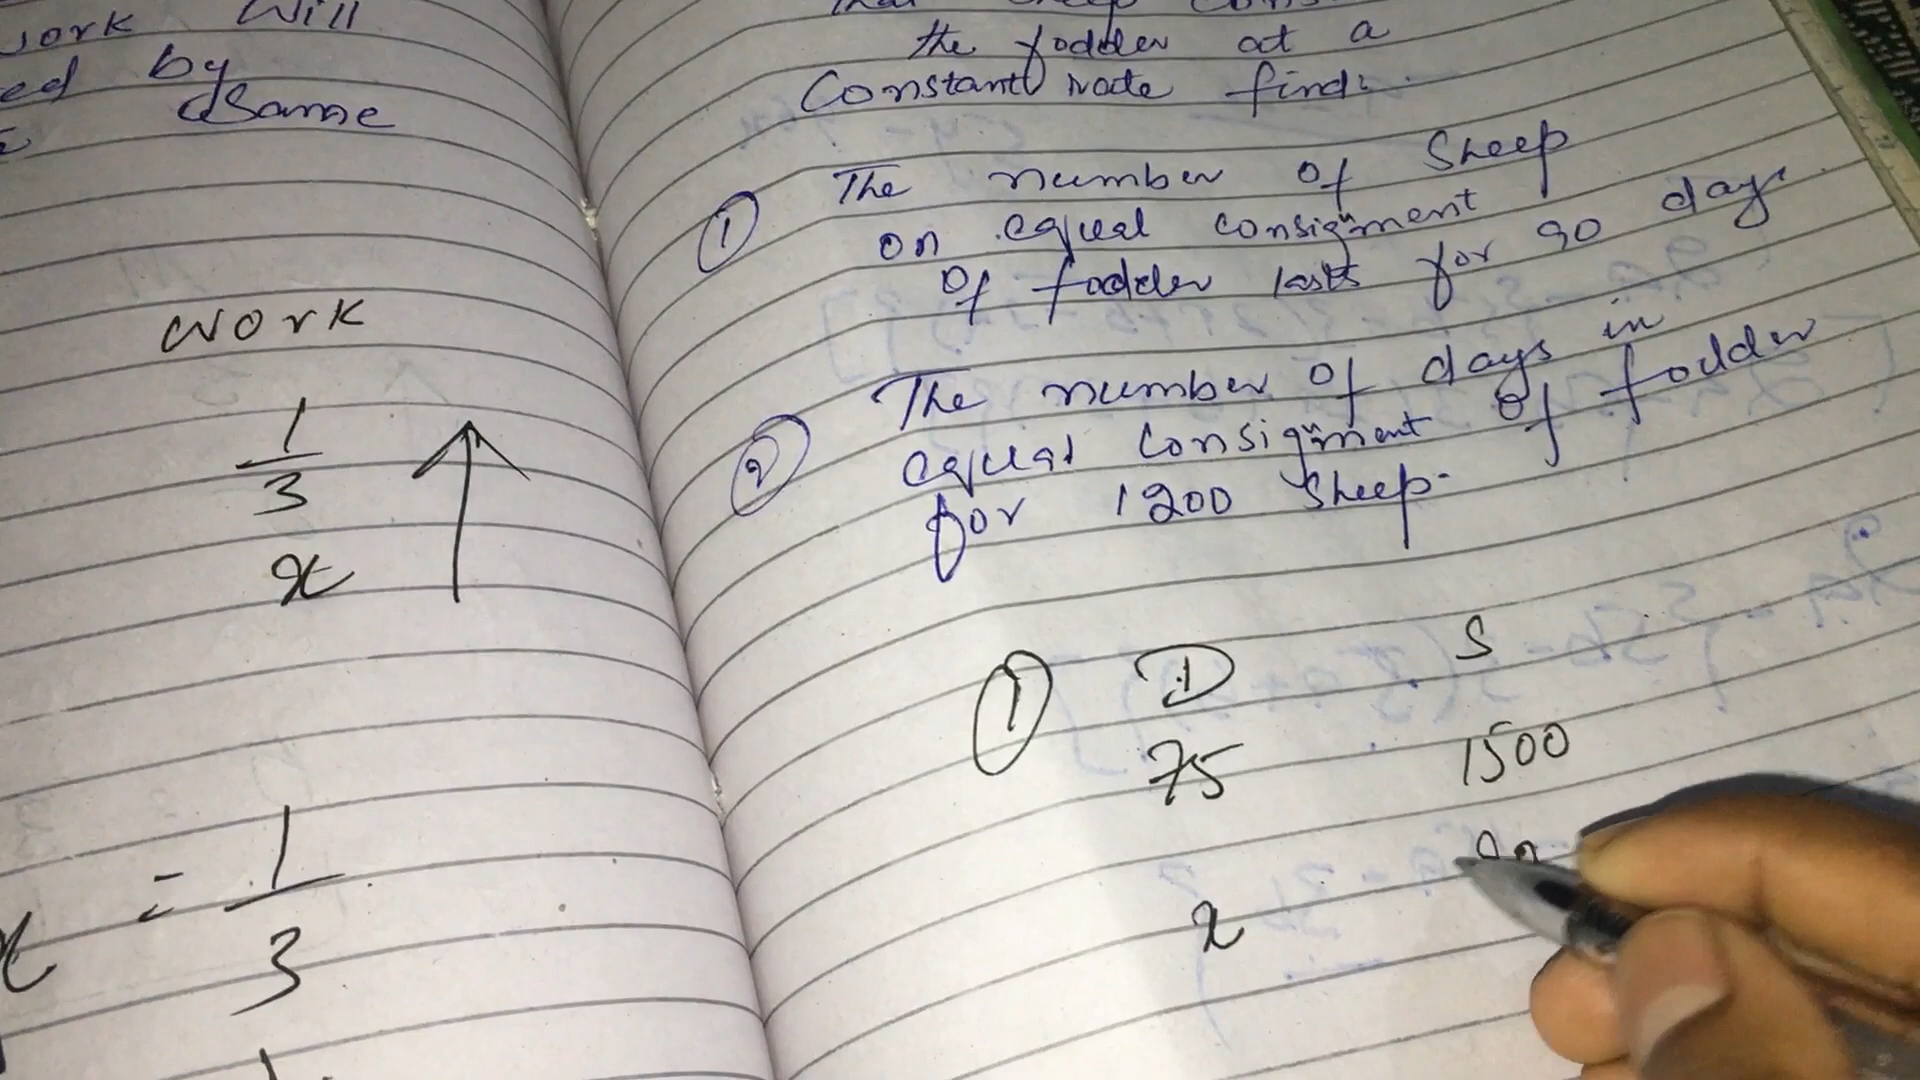 work Will
ed by
Same
work
1
3
x
= 1
3
the fodder at a
Constant rate find:
① The number of Sheep
on equal consignment
of fodder lasts for 90 days.
② The number of days in
equal consignment of fodder
for 1200 Sheep.
① D S
75 1500
x